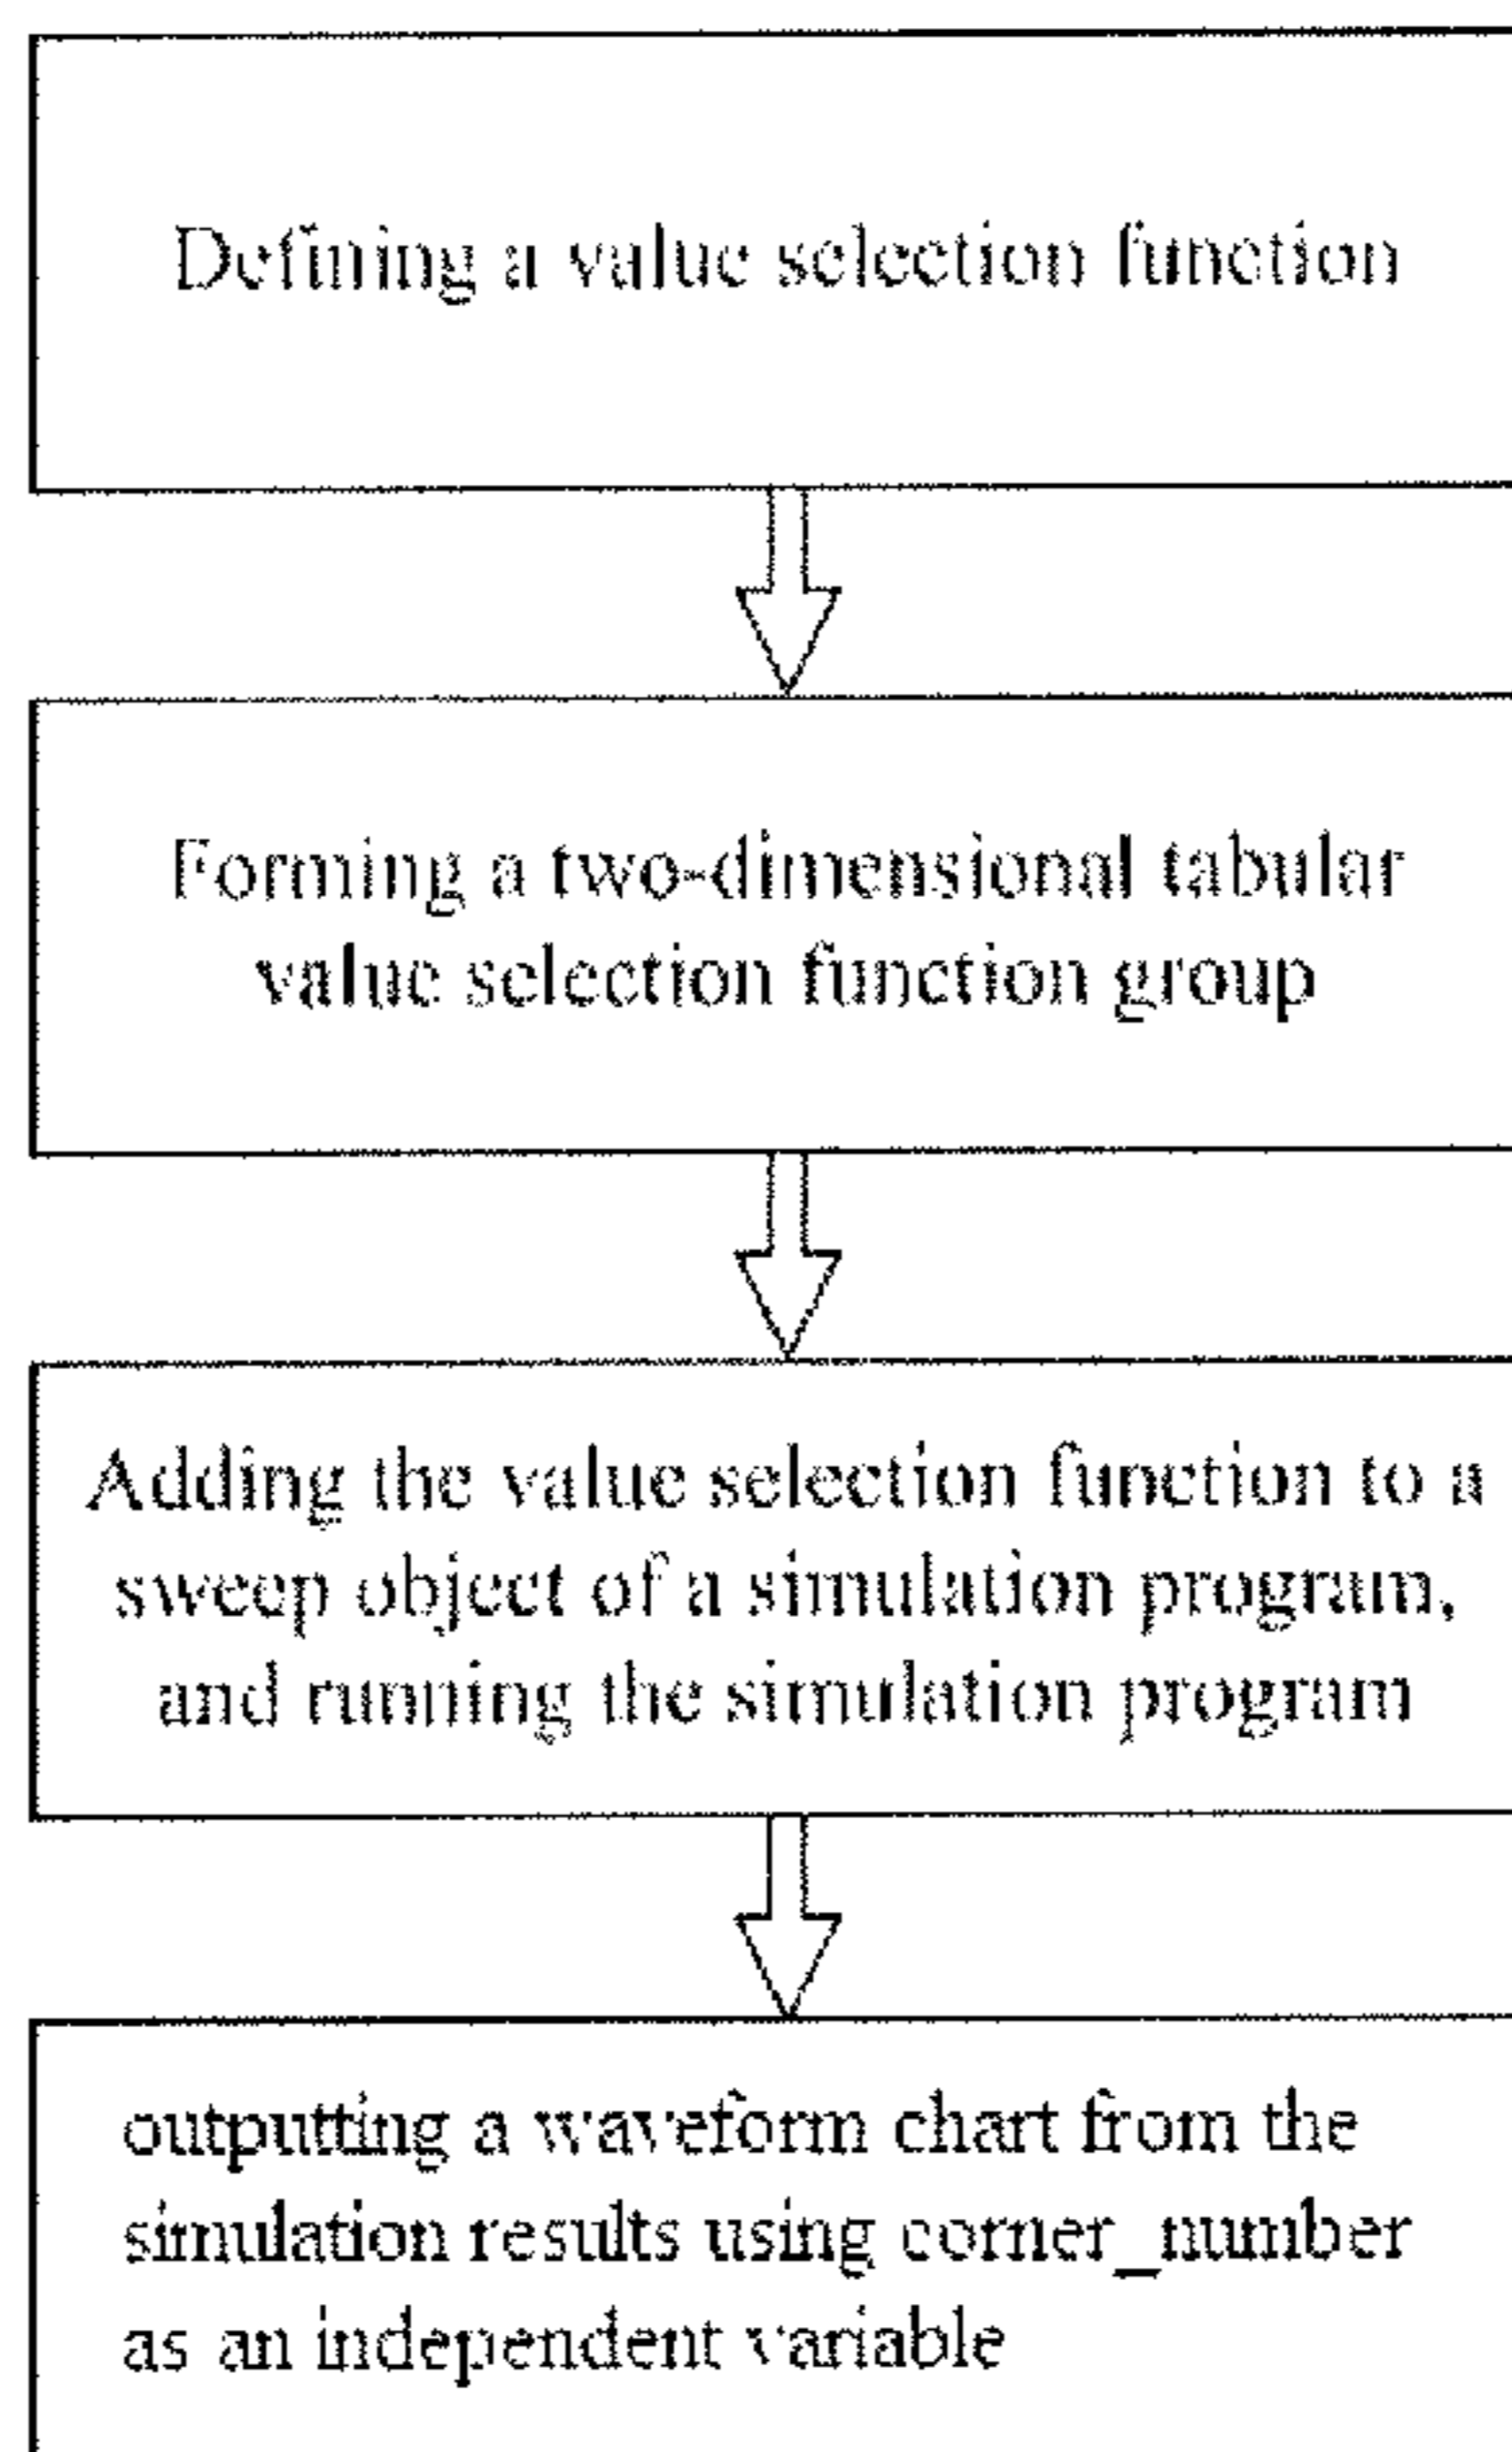 Defining a value selection function
Forming a two-dimensional tabular
value selection function group
Adding the value selection function to a
sweep object of a simulation program,
and running the simulation program
outputting a waveform chart from the
simulation results using corner_number
as an independent variable